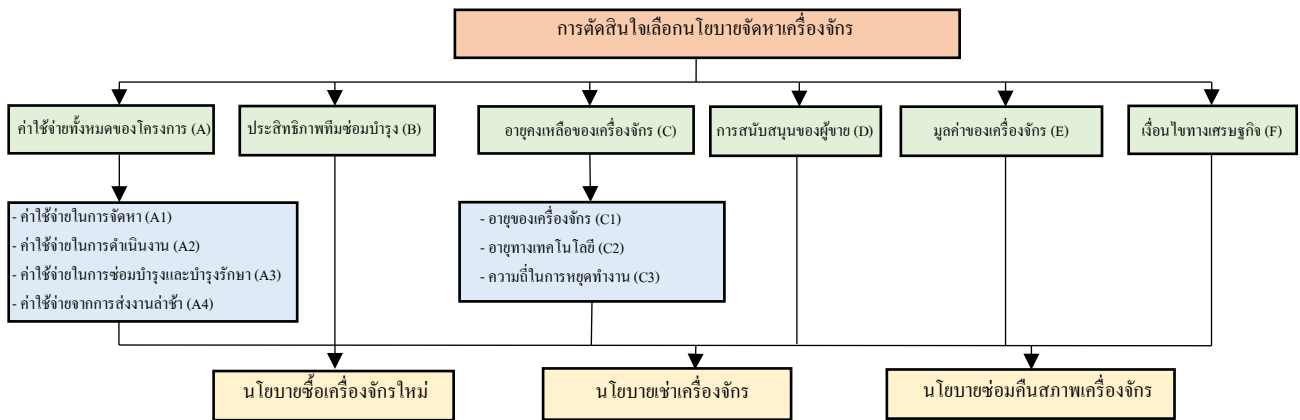 การตัดสินใจเลือกนโยบายจัดหาเครื่องจักร
ค่าใช้จ่ายทั้งหมดของโครงการ (A)
ประสิทธิภาพทีมซ่อมบำรุง (B)
อายุคงเหลือของเครื่องจักร (C)
การสนับสนุนของผู้ขาย (D)
มูลค่าของเครื่องจักร (E)
เงื่อนไขทางเศรษฐกิจ (F)
- ค่าใช้จ่ายในการจัดหา (A1)
- ค่าใช้จ่ายในการดำเนินงาน (A2)
- ค่าใช้จ่ายในการซ่อมบำรุงและบำรุงรักษา (A3)
- ค่าใช้จ่ายจากการส่งงานล่าช้า (A4)
- อายุของเครื่องจักร (C1)
- อายุทางเทคโนโลยี (C2)
- ความถี่ในการหยุดทำงาน (C3)
นโยบายซื้อเครื่องจักรใหม่
นโยบายเช่าเครื่องจักร
นโยบายซ่อมคืนสภาพเครื่องจักร